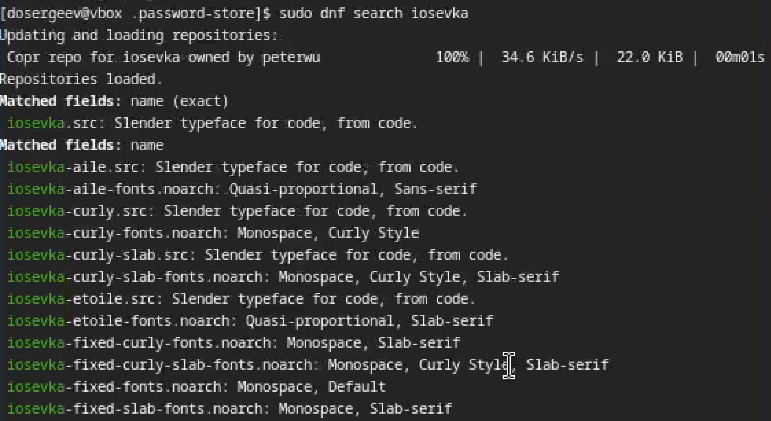 [dosergeev@vbox .password-store]$ sudo dnf search iosevka
Updating and loading repositories:
Copr repo for iosevka owned by peterwu 100% | 34.6 KiB/s | 22.0 KiB | 00m01s
Repositories loaded.
Matched fields: name (exact)
iosevka.src: Slender typeface for code, from code.
Matched fields: name
iosevka-aile.src: Slender typeface for code, from code.
iosevka-aile-fonts.noarch: Quasi-proportional, Sans-serif
iosevka-curly.src: Slender typeface for code, from code.
iosevka-curly-fonts.noarch: Monospace, Curly Style
iosevka-curly-slab.src: Slender typeface for code, from code.
iosevka-curly-slab-fonts.noarch: Monospace, Curly Style, Slab-serif
iosevka-etoile.src: Slender typeface for code, from code.
iosevka-etoile-fonts.noarch: Quasi-proportional, Slab-serif
iosevka-fixed-curly-fonts.noarch: Monospace, Slab-serif
iosevka-fixed-curly-slab-fonts.noarch: Monospace, Curly Style, Slab-serif
iosevka-fixed-fonts.noarch: Monospace, Default
iosevka-fixed-slab-fonts.noarch: Monospace, Slab-serif